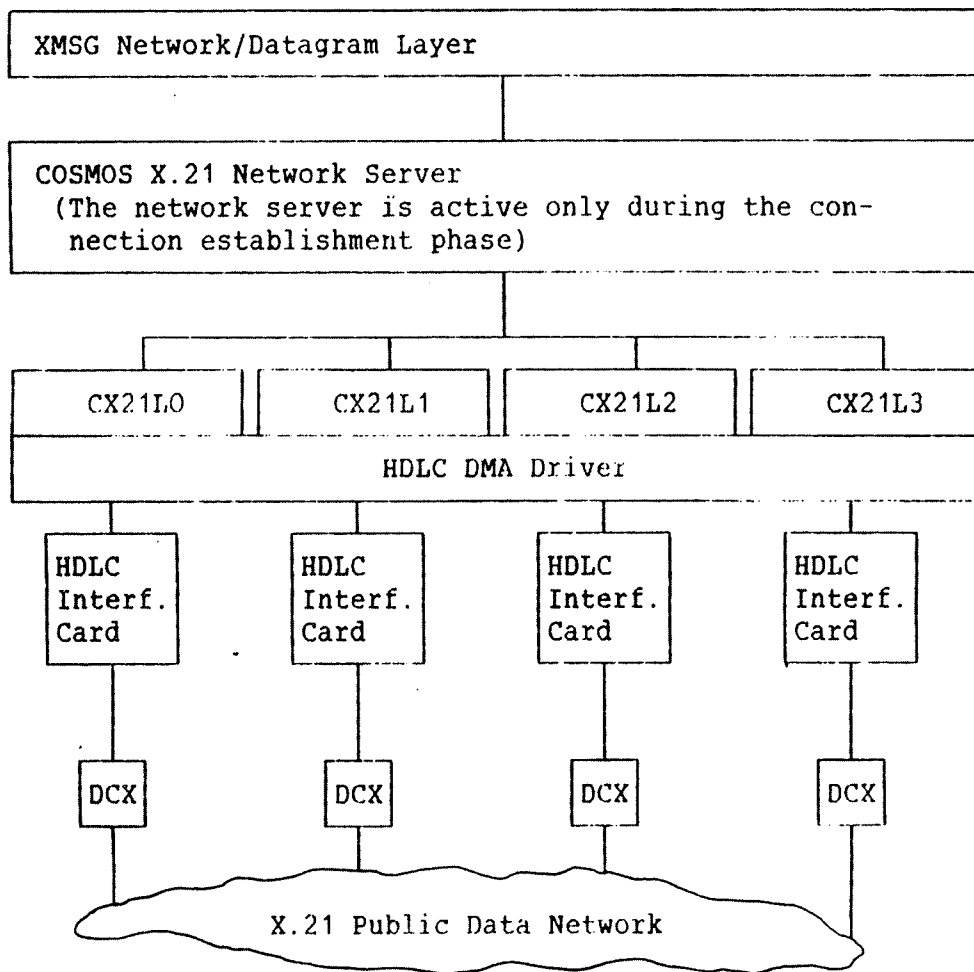 XMSG Network/Datagram Layer
COSMOS X.21 Network Server
(The network server is active only during the con-
nection establishment phase)
CX21L0 CX21L1 CX21L2 CX21L3
HDLC DMA Driver
HDLC HDLC HDLC HDLC
Interf. Interf. Interf. Interf.
Card Card Card Card
DCX DCX DCX DCX
X.21 Public Data Network